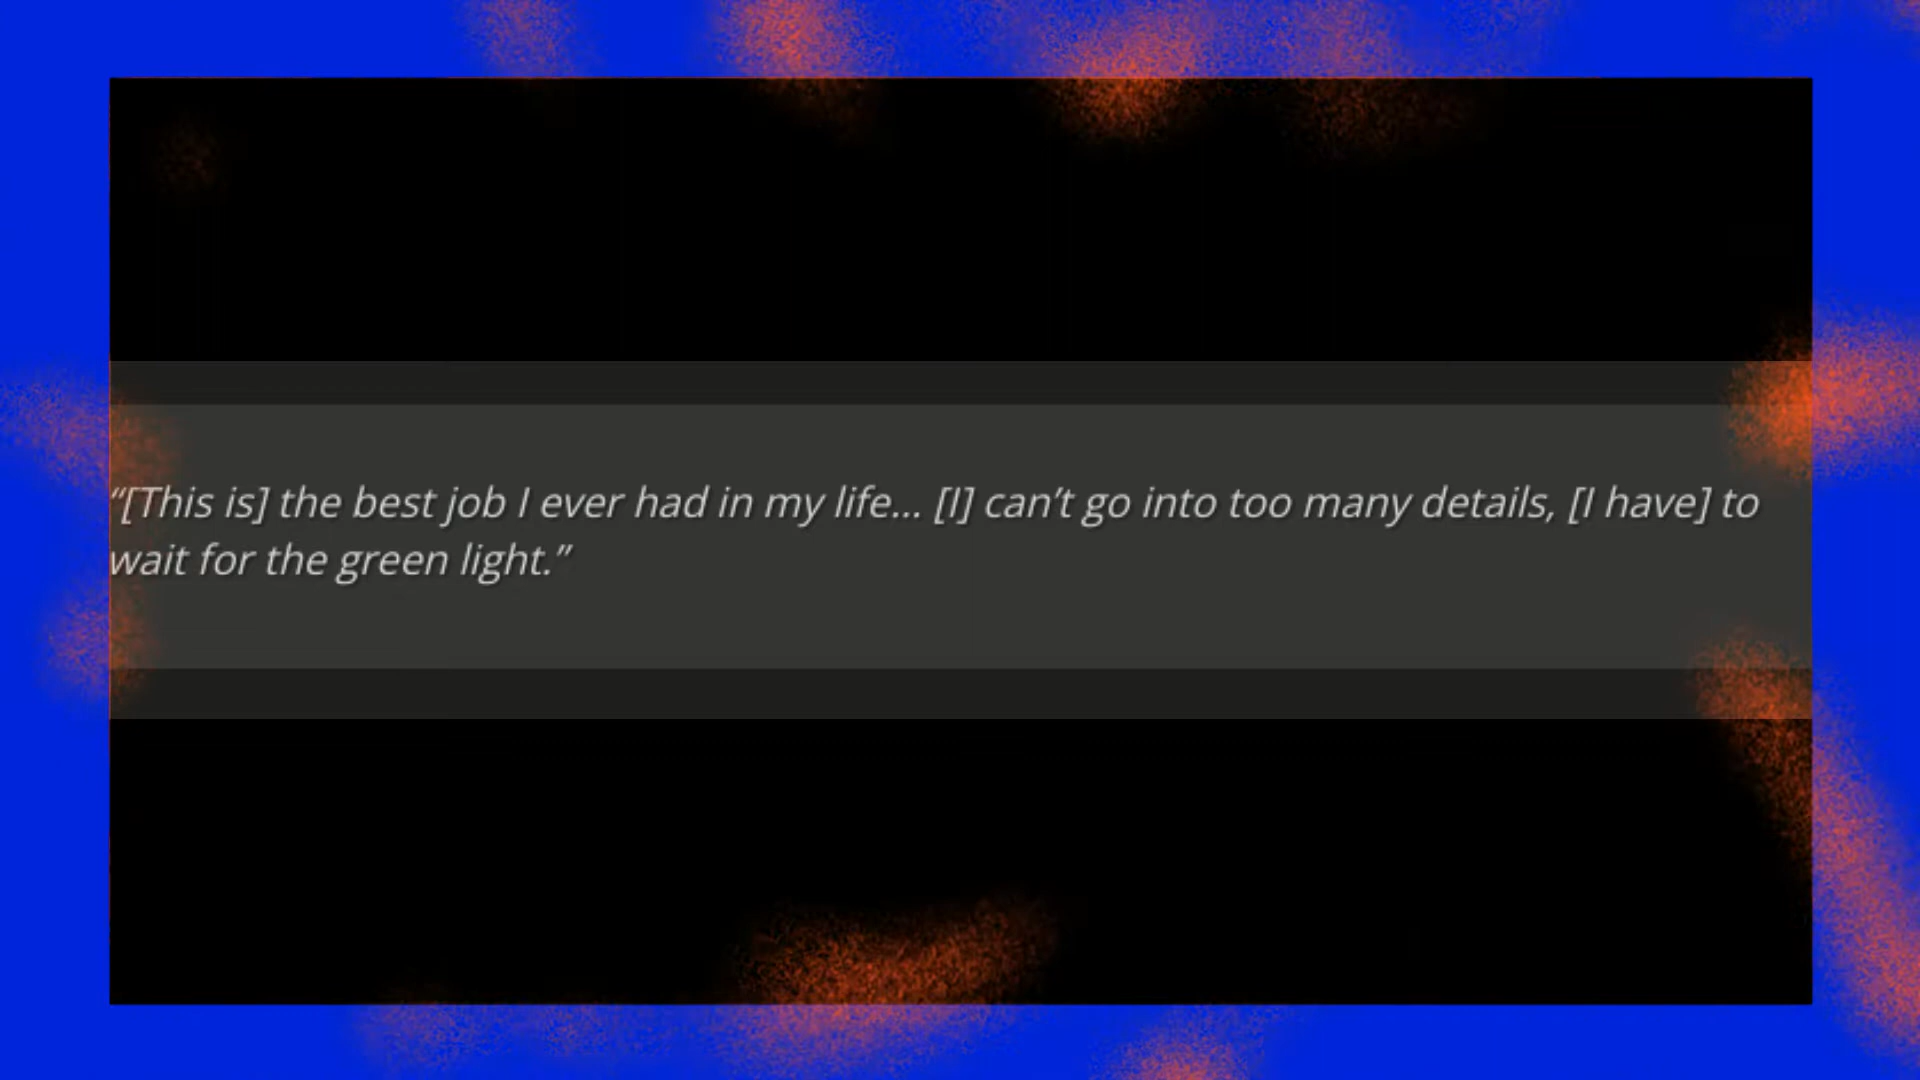 “[This is] the best job I ever had in my life... [I] can’t go into too many details, [I have] to
wait for the green light.”